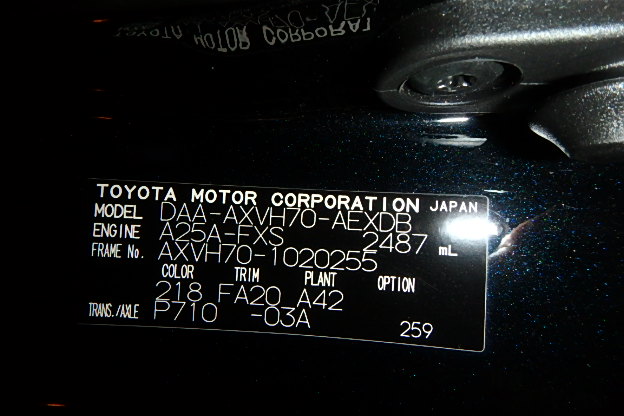 TOYOTA MOTOR CORPORATION JAPAN
MODEL DAA-AXVH70-AEXDB
ENGINE A25A-FXS 2487 mL
FRAME No. AXVH70-1020255
COLOR TRIM PLANT OPTION
218 FA20 A42
TRANS./AXLE P710 -03A
259